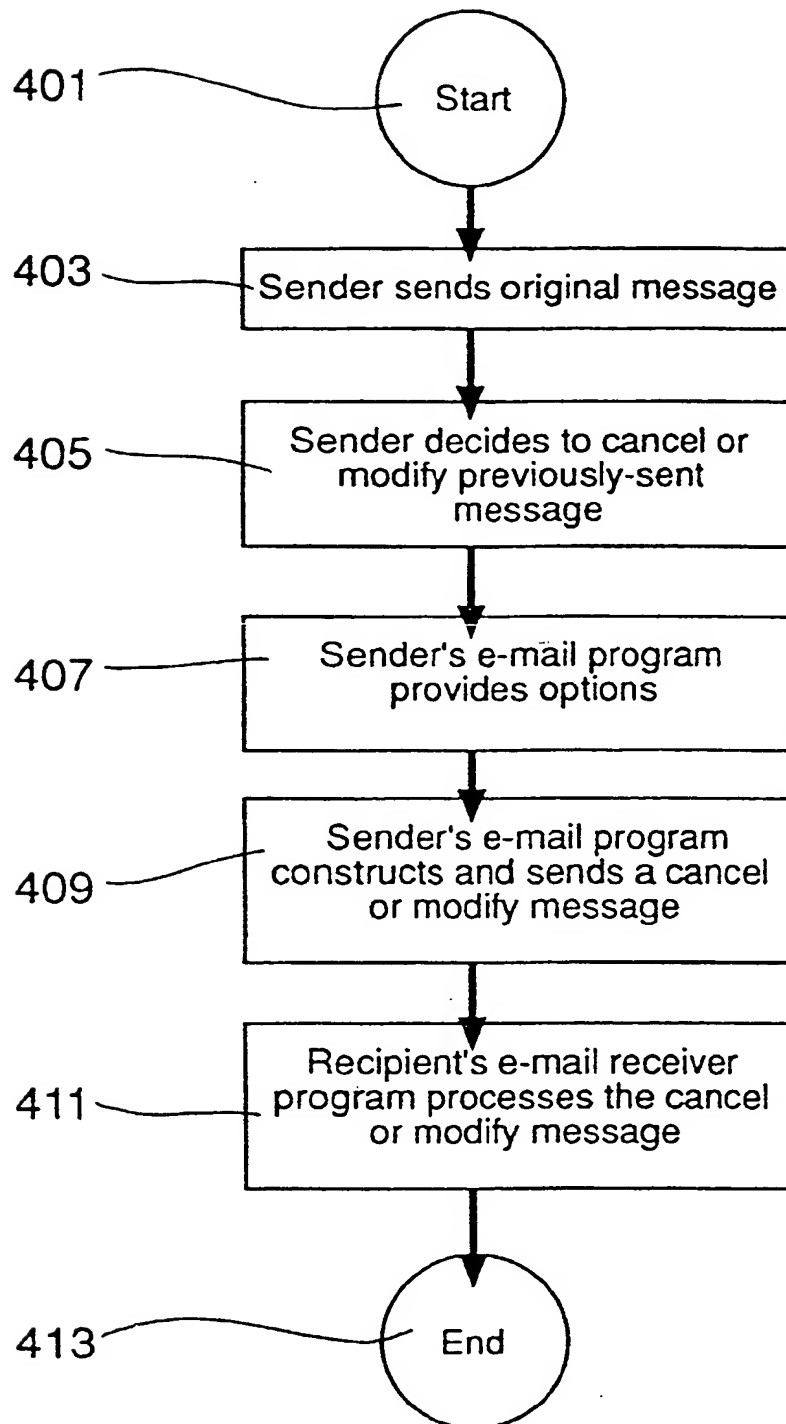 401
Start
403
Sender sends original message
405
Sender decides to cancel or
modify previously-sent
message
407
Sender's e-mail program
provides options
409
Sender's e-mail program
constructs and sends a cancel
or modify message
411
Recipient's e-mail receiver
program processes the cancel
or modify message
413
End